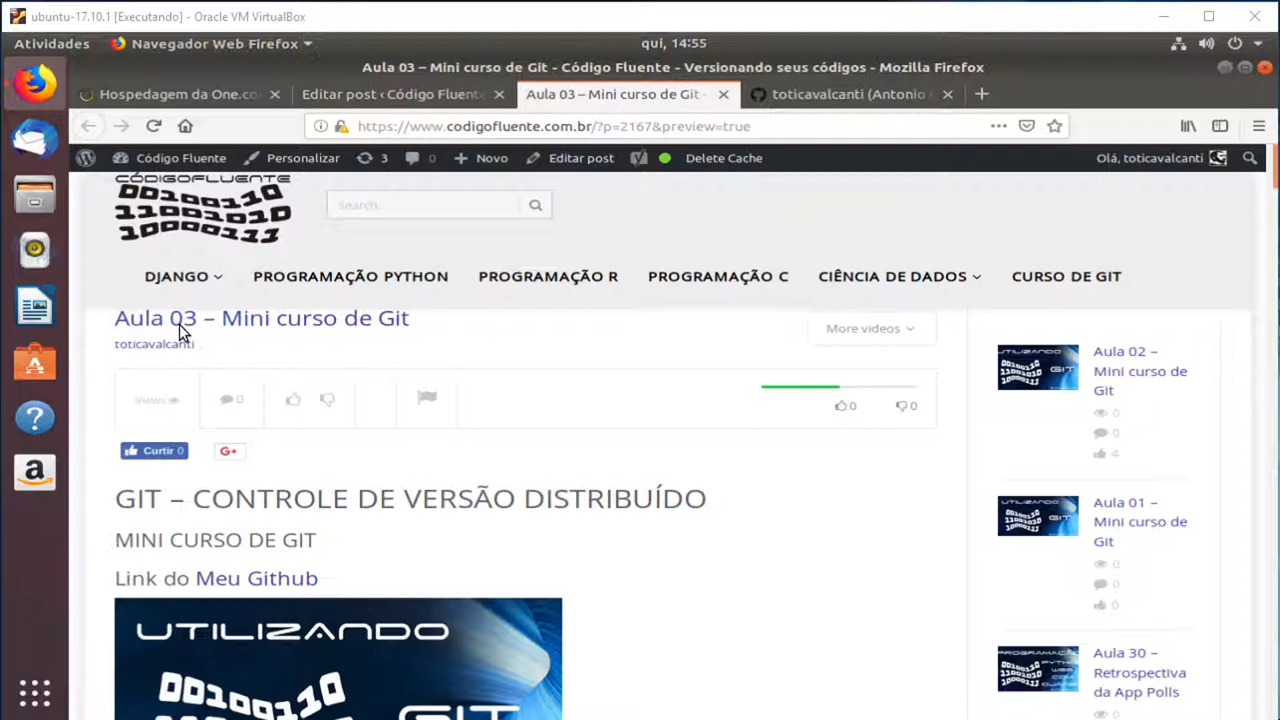 ubuntu-17.10.1 [Executando] - Oracle VM VirtualBox
Atividades Navegador Web Firefox qui, 14:55
Aula 03 – Mini curso de Git - Código Fluente - Versionando seus códigos - Mozilla Firefox
Hospedagem da One.co Editar post ‹ Código Fluente Aula 03 – Mini curso de Git - toticavalcanti (Antonio
https://www.codigofluente.com.br/?p=2167&preview=true
Código Fluente Personalizar 3 0 Novo Editar post Delete Cache Olá, toticavalcanti
CÓDIGOFLUENTE
00100110
11001010
10000111
Search...
DJANGO PROGRAMAÇÃO PYTHON PROGRAMAÇÃO R PROGRAMAÇÃO C CIÊNCIA DE DADOS CURSO DE GIT
Aula 03 – Mini curso de Git
toticavalcanti
More videos
Views 0
0 0
Curtir 0 G+
GIT – CONTROLE DE VERSÃO DISTRIBUÍDO
MINI CURSO DE GIT
Link do Meu Github
UTILIZANDO
00100110
GIT
UTILIZANDO
GIT
Aula 02 –
Mini curso de
Git
0
0
4
UTILIZANDO
GIT
Aula 01 –
Mini curso de
Git
0
0
0
PROGRAMAÇÃO
Aula 30 –
Retrospectiva
da App Polls
0